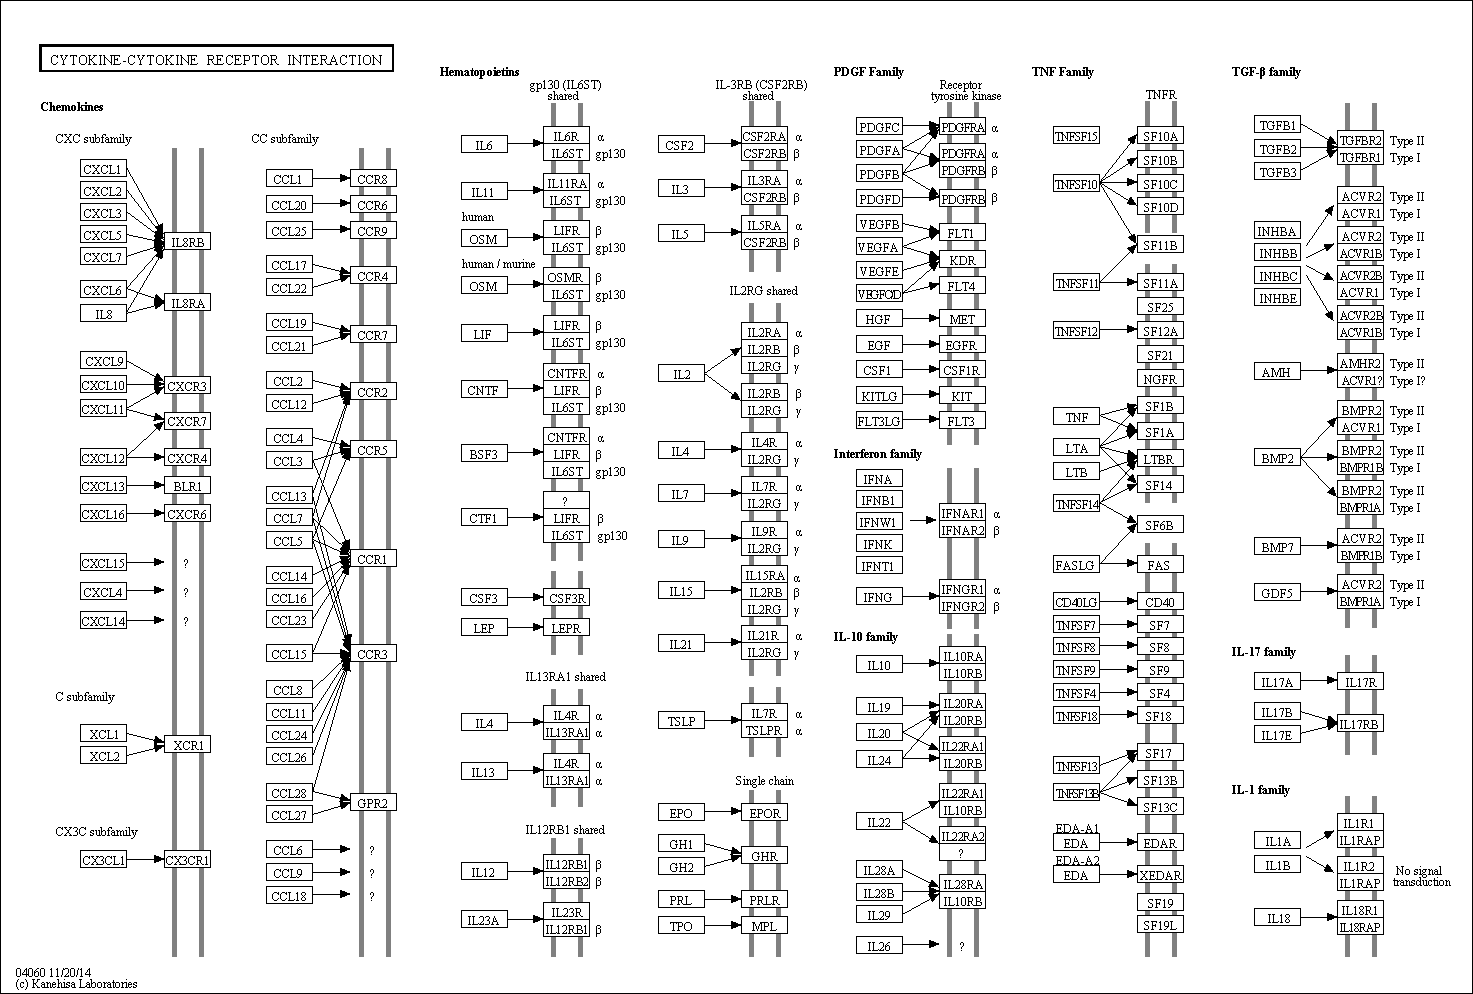 CYTOKINE-CYTOKINE RECEPTOR INTERACTION
Chemokines
CXC subfamily
CXCL1
CXCL2
CXCL3
CXCL5
CXCL7
CXCL6
IL8
IL8RB
IL8RA
CXCL9
CXCL10
CXCL11
CXCL12
CXCL13
CXCL16
CXCR3
CXCR7
CXCR4
BLR1
CXCR6
CXCL15
?
CXCL4
?
CXCL14
?
C subfamily
XCL1
XCL2
XCR1
CX3C subfamily
CX3CL1
CX3CR1
CC subfamily
CCL1
CCR8
CCL20
CCR6
CCL25
CCR9
CCL17
CCL22
CCR4
CCL19
CCL21
CCR7
CCL2
CCL12
CCR2
CCL4
CCL3
CCR5
CCL13
CCL7
CCL5
CCR1
CCL14
CCL16
CCL23
CCL15
CCR3
CCL8
CCL11
CCL24
CCL26
CCL28
CCL27
GPR2
CCL6
?
CCL9
?
CCL18
?
Hematopoietins
gp130 (IL6ST)
shared
IL6
IL6R α
IL6ST gp130
IL11
IL11RA α
IL6ST
human
OSM
LIFR β
IL6ST gp130
human / murine
OSM
OSMR β
IL6ST gp130
LIF
LIFR β
IL6ST gp130
CNTF
CNTFR α
LIFR β
IL6ST gp130
BSF3
CNTFR α
LIFR β
IL6ST gp130
CTF1
?
LIFR β
IL6ST gp130
CSF3
CSF3R
LEP
LEPR
IL13RA1 shared
IL4
IL4R α
IL13RA1 α
IL13
IL4R α
IL13RA1 α
IL12RB1 shared
IL12
IL12RB1 β
IL12RB2 β
IL23A
IL23R
IL12RB1 β
IL-3RB (CSF2RB)
shared
CSF2
CSF2RA α
CSF2RB β
IL3
IL3RA α
CSF2RB β
IL5
IL5RA α
CSF2RB β
IL2RG shared
IL2
IL2RA α
IL2RB β
IL2RG γ
IL2RB β
IL2RG γ
IL4
IL4R α
IL2RG γ
IL7
IL7R α
IL2RG γ
IL9
IL9R α
IL2RG γ
IL15
IL15RA α
IL2RB β
IL2RG γ
IL21
IL21R α
IL2RG γ
TSLP
IL7R α
TSLPR α
Single chain
EPO
EPOR
GH1
GH2
GHR
PRL
PRLR
TPO
MPL
PDGF Family
Receptor
tyrosine kinase
PDGFC
PDGFA
PDGFB
PDGFD
PDGFRA α
PDGFRA α
PDGFRB β
PDGFRB β
VEGFB
VEGFA
VEGFE
VEGFC/D
FLT1
KDR
FLT4
HGF
MET
EGF
EGFR
CSF1
CSF1R
KITLG
KIT
FLT3LG
FLT3
Interferon family
IFNA
IFNB1
IFNW1
IFNK
IFNT1
IFNAR1 α
IFNAR2 β
IFNG
IFNGR1 α
IFNGR2 β
IL-10 family
IL10
IL10RA
IL10RB
IL19
IL20
IL24
IL20RA
IL20RB
IL22RA1
IL20RB
IL22
IL22RA1
IL10RB
IL22RA2
?
IL28A
IL28B
IL29
IL28RA
IL10RB
IL26
?
TNF Family
TNFR
TNFSF15
TNFSF10
SF10A
SF10B
SF10C
SF10D
SF11B
TNFSF11
SF11A
SF25
TNFSF12
SF12A
SF21
NGFR
TNF
LTA
LTB
TNFSF14
SF1B
SF1A
LTBR
SF14
SF6B
FASLG
FAS
CD40LG
CD40
TNFSF7
SF7
TNFSF8
SF8
TNFSF9
SF9
TNFSF4
SF4
TNFSF18
SF18
TNFSF13
TNFSF13B
SF17
SF13B
SF13C
EDA-A1
EDA
EDAR
EDA-A2
EDA
XEDAR
SF19
SF19L
TGF-β family
TGFB1
TGFB2
TGFB3
TGFBR2 Type II
TGFBR1 Type I
INHBA
INHBB
INHBC
INHBE
ACVR2 Type II
ACVR1 Type I
ACVR2 Type II
ACVR1B Type I
ACVR2B Type II
ACVR1 Type I
ACVR2B Type II
ACVR1B Type I
AMH
AMHR2 Type II
ACVR1? Type I?
BMP2
BMPR2 Type II
ACVR1 Type I
BMPR2 Type II
BMPR1B Type I
BMPR2 Type II
BMPR1A Type I
BMP7
ACVR2 Type II
BMPR1B Type I
GDF5
ACVR2 Type II
BMPR1A Type I
IL-17 family
IL17A
IL17R
IL17B
IL17E
IL17RB
IL-1 family
IL1A
IL1B
IL1R1
IL1RAP
IL1R2
IL1RAP
No signal
transduction
IL18
IL18R1
IL18RAP
04060 11/20/14
(c) Kanehisa Laboratories